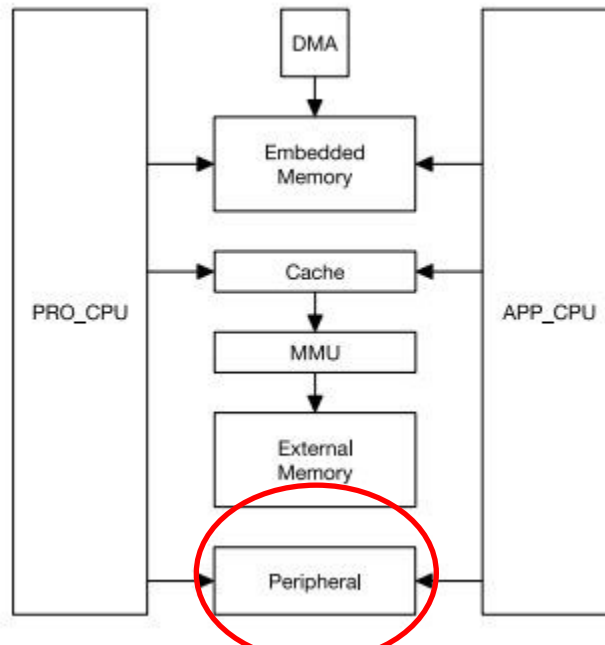 DMA
Embedded
Memory
Cache
PRO_CPU
APP_CPU
MMU
External
Memory
Peripheral